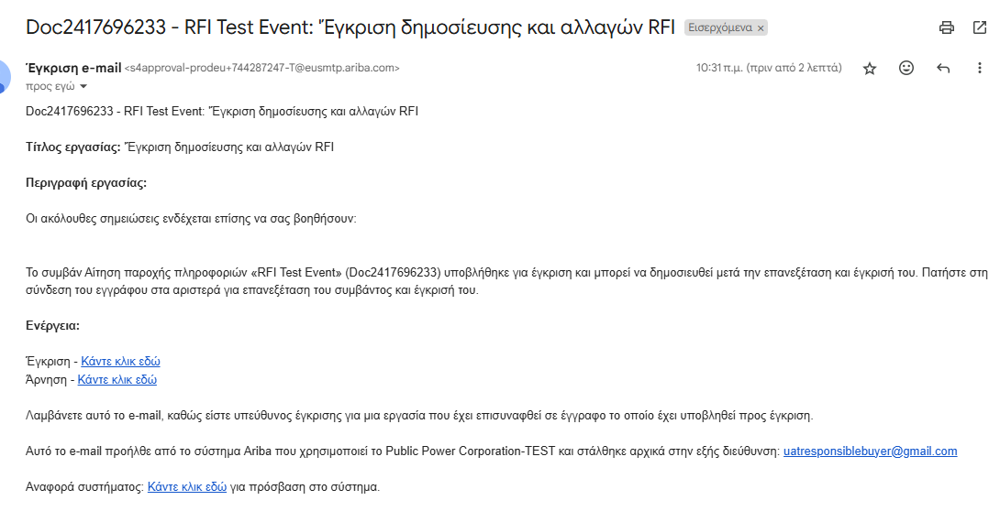 Doc2417696233 - RFI Test Event: Έγκριση δημοσίευσης και αλλαγών RFI Εισερχόμενα ×
Έγκριση e-mail <s4approval-prodeu+744287247-T@eusmtp.ariba.com> 10:31 π.μ. (πριν από 2 λεπτά)
προς εγώ
Doc2417696233 - RFI Test Event: Έγκριση δημοσίευσης και αλλαγών RFI
Τίτλος εργασίας: Έγκριση δημοσίευσης και αλλαγών RFI
Περιγραφή εργασίας:
Οι ακόλουθες σημειώσεις ενδέχεται επίσης να σας βοηθήσουν:
Το συμβάν Αίτηση παροχής πληροφοριών «RFI Test Event» (Doc2417696233) υποβλήθηκε για έγκριση και μπορεί να δημοσιευθεί μετά την επανεξέταση και έγκρισή του. Πατήστε στη
σύνδεση του εγγράφου στα αριστερά για επανεξέταση του συμβάντος και έγκρισή του.
Ενέργεια:
Έγκριση - Κάντε κλικ εδώ
Άρνηση - Κάντε κλικ εδώ
Λαμβάνετε αυτό το e-mail, καθώς είστε υπεύθυνος έγκρισης για μια εργασία που έχει επισυναφθεί σε έγγραφο το οποίο έχει υποβληθεί προς έγκριση.
Αυτό το e-mail προήλθε από το σύστημα Ariba που χρησιμοποιεί το Public Power Corporation-TEST και στάλθηκε αρχικά στην εξής διεύθυνση: uatresponsiblebuyer@gmail.com
Αναφορά συστήματος: Κάντε κλικ εδώ για πρόσβαση στο σύστημα.